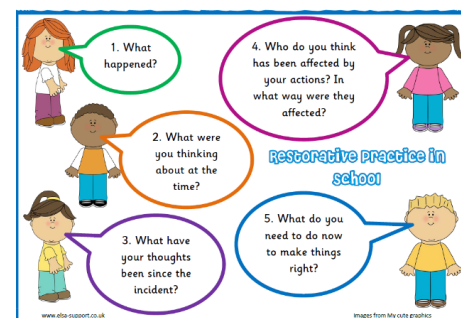 1. What
happened?
2. What were
you thinking
about at the
time?
3. What have
your thoughts
been since the
incident?
4. Who do you think
has been affected by
your actions? In
what way were they
affected?
Restorative Practice in
School
5. What do you
need to do now
to make things
right?
www.elsa-support.co.uk
Images from My cute graphics